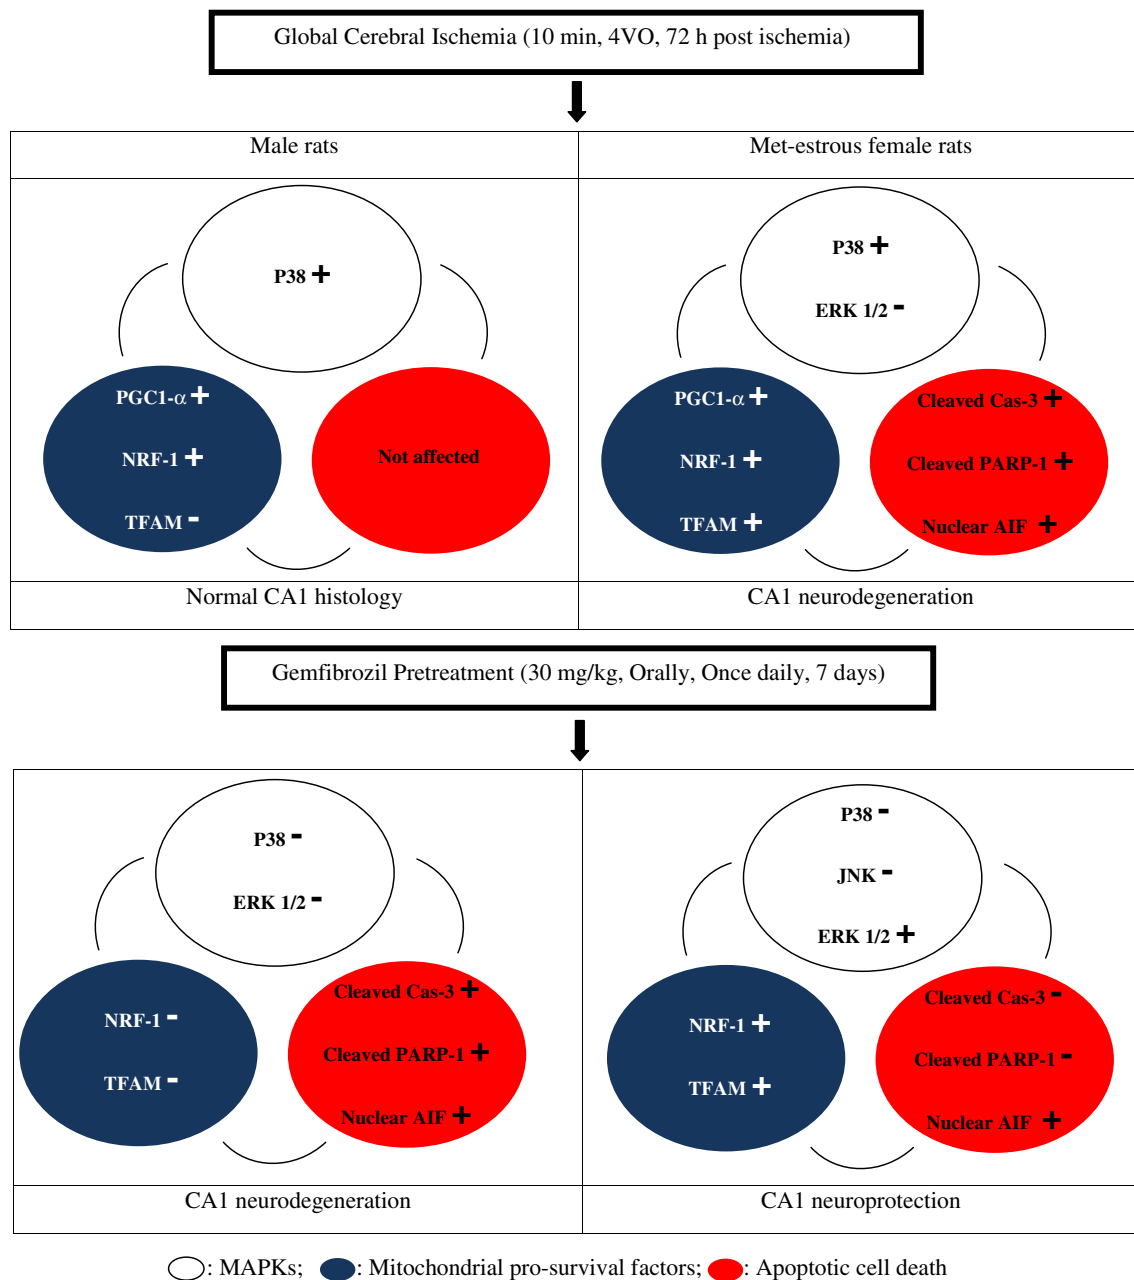 Global Cerebral Ischemia (10 min, 4VO, 72 h post ischemia)
Male rats
Met-estrous female rats
P38 +
PGC1-α +
NRF-1 +
TFAM -
Not affected
P38 +
ERK 1/2 -
PGC1-α +
NRF-1 +
TFAM +
Cleaved Cas-3 +
Cleaved PARP-1 +
Nuclear AIF +
Normal CA1 histology
CA1 neurodegeneration
Gemfibrozil Pretreatment (30 mg/kg, Orally, Once daily, 7 days)
P38 -
ERK 1/2 -
NRF-1 -
TFAM -
Cleaved Cas-3 +
Cleaved PARP-1 +
Nuclear AIF +
P38 -
JNK -
ERK 1/2 +
NRF-1 +
TFAM +
Cleaved Cas-3 -
Cleaved PARP-1 -
Nuclear AIF +
CA1 neurodegeneration
CA1 neuroprotection
: MAPKs; : Mitochondrial pro-survival factors; : Apoptotic cell death